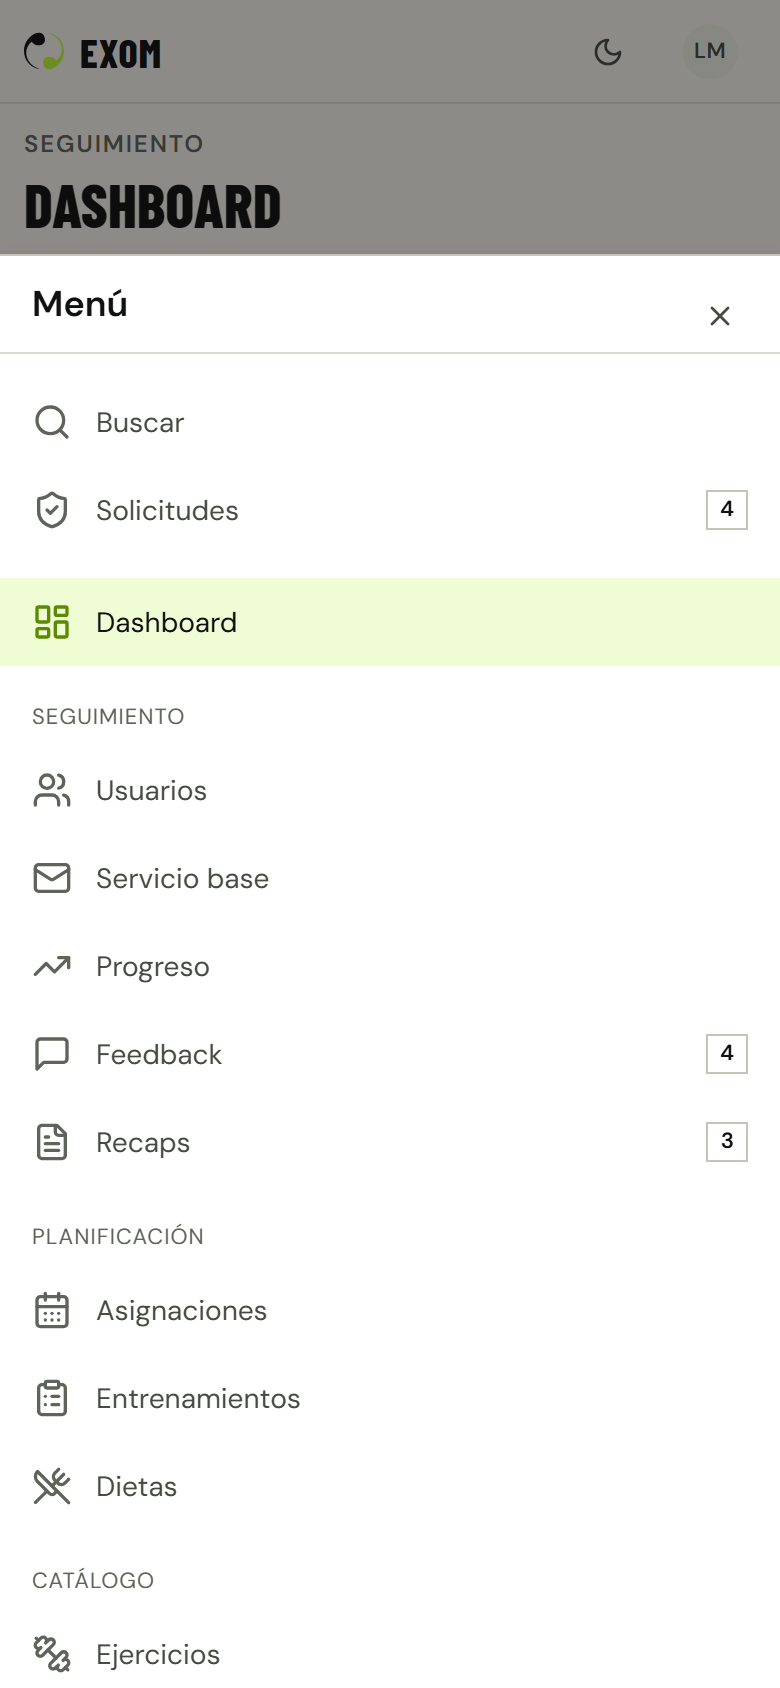 EXOM
LM
SEGUIMIENTO
DASHBOARD
Menú
Buscar
Solicitudes 4
Dashboard
SEGUIMIENTO
Usuarios
Servicio base
Progreso
Feedback 4
Recaps 3
PLANIFICACIÓN
Asignaciones
Entrenamientos
Dietas
CATÁLOGO
Ejercicios